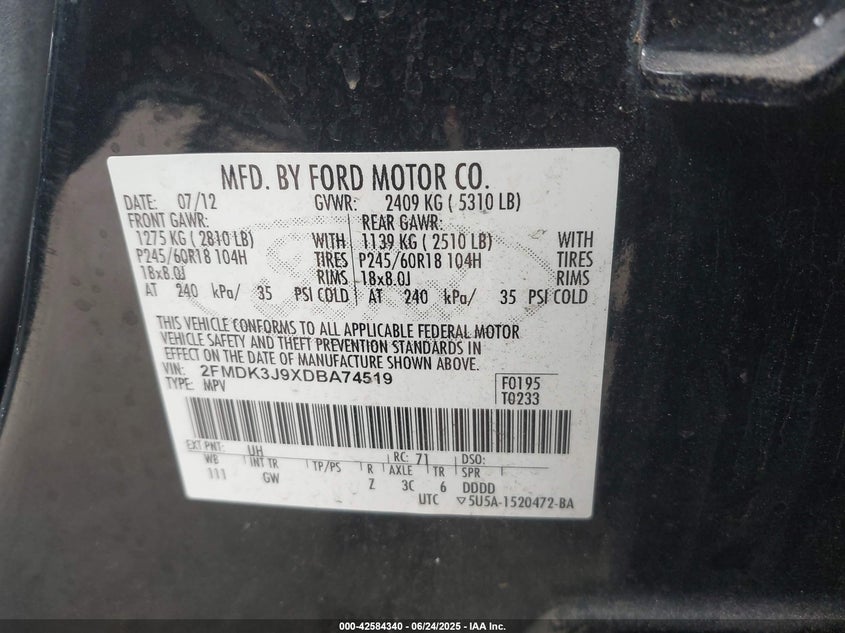 MFD. BY FORD MOTOR CO.
DATE: 07/12 GVWR: 2409 KG ( 5310 LB)
FRONT GAWR: REAR GAWR:
1275 KG ( 2810 LB) WITH 1139 KG ( 2510 LB) WITH
P245/60R18 104H TIRES P245/60R18 104H TIRES
18x8.0J RIMS 18x8.0J RIMS
AT 240 kPa/ 35 PSI COLD AT 240 kPa/ 35 PSI COLD
THIS VEHICLE CONFORMS TO ALL APPLICABLE FEDERAL MOTOR
VEHICLE SAFETY AND THEFT PREVENTION STANDARDS IN
EFFECT ON THE DATE OF MANUFACTURE SHOWN ABOVE.
VIN: 2FMDK3J9XDBA74519
TYPE: MPV
F0195
T0233
EXT PNT: UH RC: 71 DSO:
WB INT TR TP/PS R AXLE TR SPR
111 GW Z 3C 6 DDDD
UTC ▽5U5A-1520472-BA
000-42584340 - 06/24/2025 - IAA Inc.